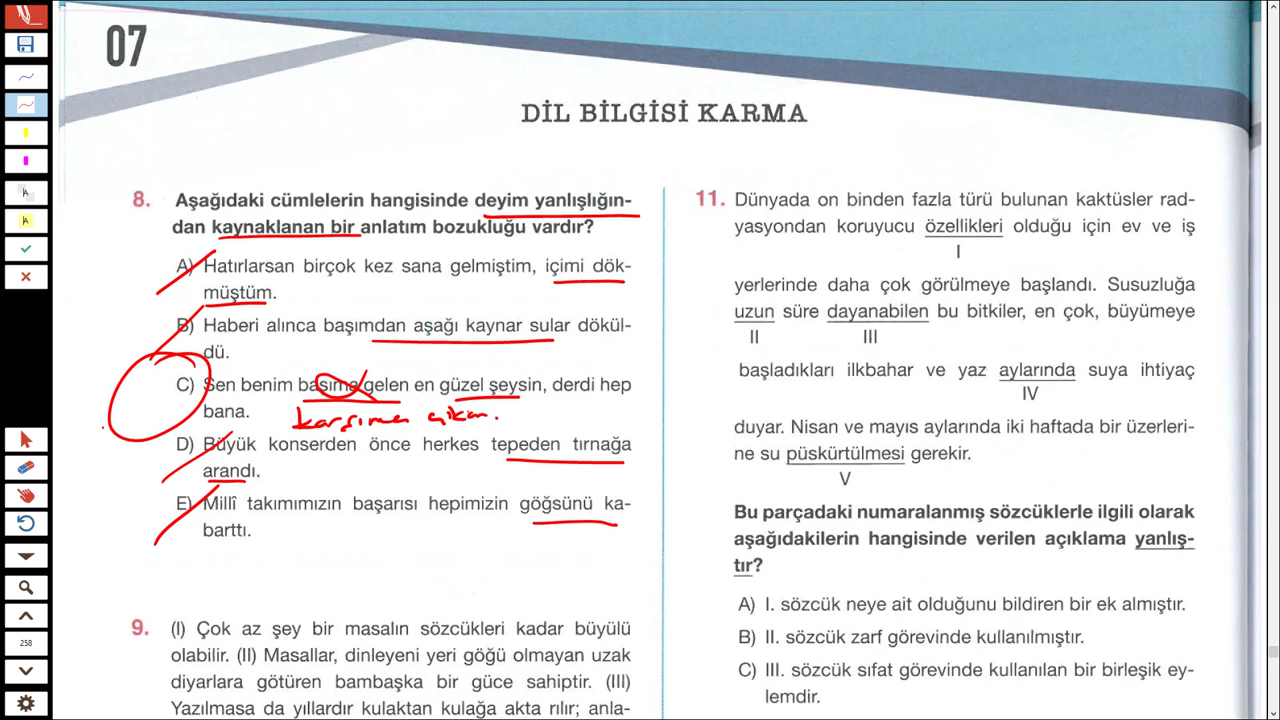 07
DİL BİLGİSİ KARMA
8. Aşağıdaki cümlelerin hangisinde deyim yanlışlığın-
dan kaynaklanan bir anlatım bozukluğu vardır?
A) Hatırlarsan birçok kez sana gelmiştim, içimi dök-
müştüm.
B) Haberi alınca başımdan aşağı kaynar sular dökül-
dü.
C) Sen benim başıma gelen en güzel şeysin, derdi hep
karşıma çıkan.
bana.
D) Büyük konserden önce herkes tepeden tırnağa
arandı.
E) Millî takımımızın başarısı hepimizin göğsünü ka-
barttı.
9. (I) Çok az şey bir masalın sözcükleri kadar büyülü
olabilir. (II) Masallar, dinleyeni yeri göğü olmayan uzak
diyarlara götüren bambaşka bir güce sahiptir. (III)
Yazılmasa da yıllardır kulaktan kulağa akta rılır; anla-
11. Dünyada on binden fazla türü bulunan kaktüsler rad-
yasyondan koruyucu özellikleri olduğu için ev ve iş
I
yerlerinde daha çok görülmeye başlandı. Susuzluğa
uzun süre dayanabilen bu bitkiler, en çok, büyümeye
II III
başladıkları ilkbahar ve yaz aylarında suya ihtiyaç
IV
duyar. Nisan ve mayıs aylarında iki haftada bir üzerleri-
ne su püskürtülmesi gerekir.
V
Bu parçadaki numaralanmış sözcüklerle ilgili olarak
aşağıdakilerin hangisinde verilen açıklama yanlış-
tır?
A) I. sözcük neye ait olduğunu bildiren bir ek almıştır.
B) II. sözcük zarf görevinde kullanılmıştır.
C) III. sözcük sıfat görevinde kullanılan bir birleşik ey-
lemdir.
258